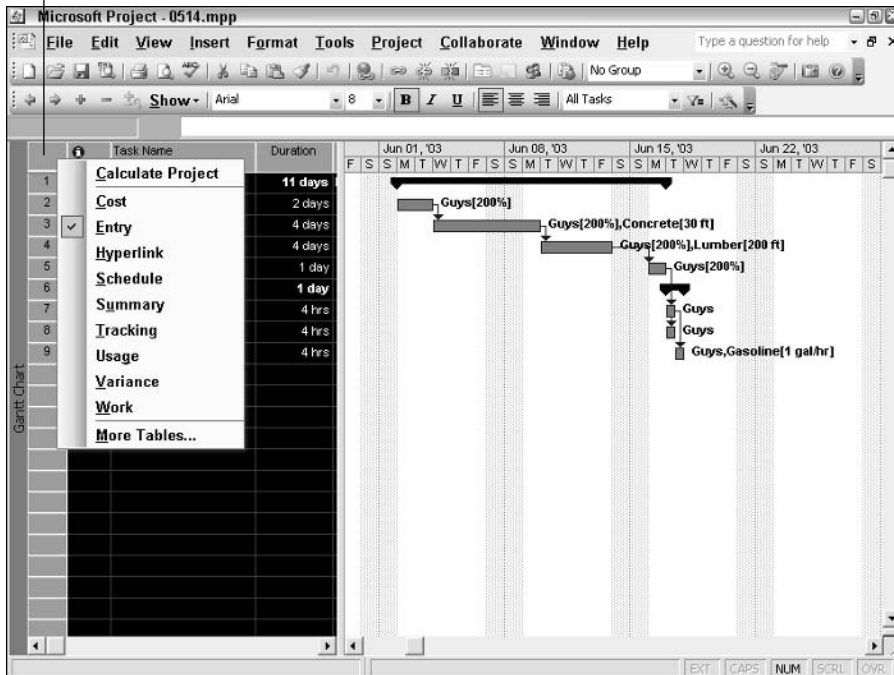 Microsoft Project - 0514.mpp
File Edit View Insert Format Tools Project Collaborate Window Help Type a question for help
No Group
Show Arial 8 B I U All Tasks
Task Name Duration Jun 01, '03 Jun 08, '03 Jun 15, '03 Jun 22, '03
F S S M T W T F S S M T W T F S S M T W T F S S M T W T F S
1 11 days
2 2 days Guys[200%]
3 4 days Guys[200%],Concrete[30 ft]
4 4 days Guys[200%],Lumber[200 ft]
5 1 day Guys[200%]
6 1 day
7 4 hrs Guys
8 4 hrs Guys
9 4 hrs Guys,Gasoline[1 gal/hr]
Calculate Project
Cost
Entry
Hyperlink
Schedule
Summary
Tracking
Usage
Variance
Work
More Tables...
Gantt Chart
EXT CAPS NUM SCRL OVR